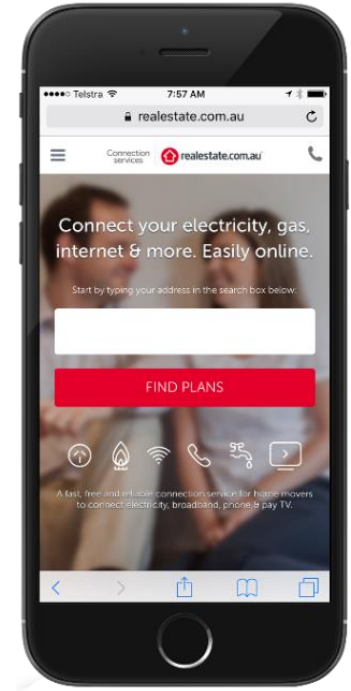 Telstra 7:57 AM
realestate.com.au
Connection
services
realestate.com.au
Connect your electricity, gas,
internet & more. Easily online.
Start by typing your address in the search box below:
FIND PLANS
A fast, free and reliable connection service for home movers
to connect electricity, broadband, phone & pay TV.